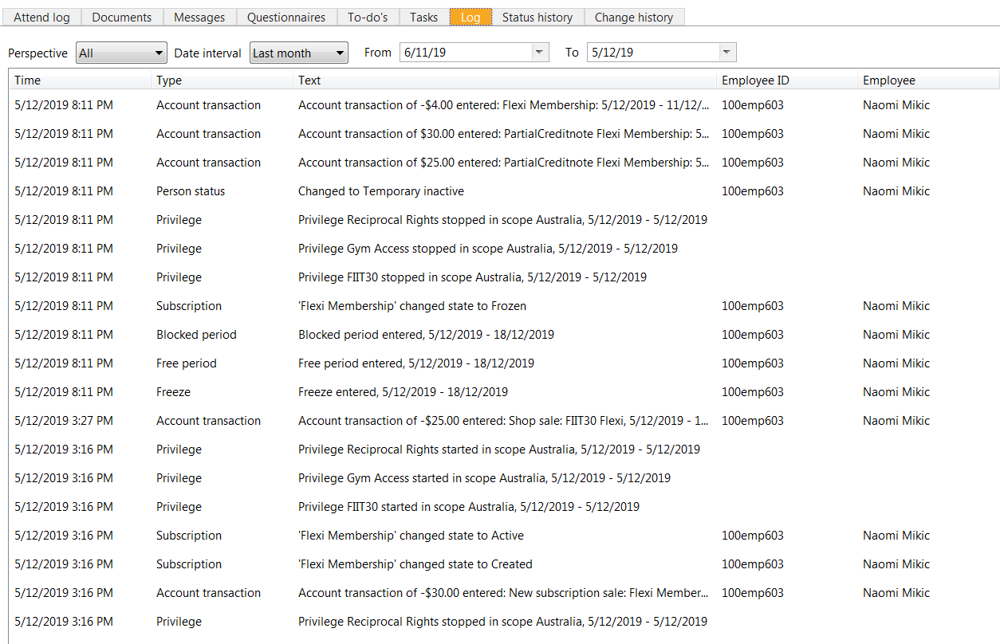 Attend log Documents Messages Questionnaires To-do's Tasks Log Status history Change history
Perspective All Date interval Last month From 6/11/19 To 5/12/19
Time Type Text Employee ID Employee
5/12/2019 8:11 PM Account transaction Account transaction of -$4.00 entered: Flexi Membership: 5/12/2019 - 11/12/... 100emp603 Naomi Mikic
5/12/2019 8:11 PM Account transaction Account transaction of $30.00 entered: PartialCreditnote Flexi Membership: 5... 100emp603 Naomi Mikic
5/12/2019 8:11 PM Account transaction Account transaction of $25.00 entered: PartialCreditnote Flexi Membership: 5... 100emp603 Naomi Mikic
5/12/2019 8:11 PM Person status Changed to Temporary inactive 100emp603 Naomi Mikic
5/12/2019 8:11 PM Privilege Privilege Reciprocal Rights stopped in scope Australia, 5/12/2019 - 5/12/2019
5/12/2019 8:11 PM Privilege Privilege Gym Access stopped in scope Australia, 5/12/2019 - 5/12/2019
5/12/2019 8:11 PM Privilege Privilege FIIT30 stopped in scope Australia, 5/12/2019 - 5/12/2019
5/12/2019 8:11 PM Subscription 'Flexi Membership' changed state to Frozen 100emp603 Naomi Mikic
5/12/2019 8:11 PM Blocked period Blocked period entered, 5/12/2019 - 18/12/2019 100emp603 Naomi Mikic
5/12/2019 8:11 PM Free period Free period entered, 5/12/2019 - 18/12/2019 100emp603 Naomi Mikic
5/12/2019 8:11 PM Freeze Freeze entered, 5/12/2019 - 18/12/2019 100emp603 Naomi Mikic
5/12/2019 3:27 PM Account transaction Account transaction of -$25.00 entered: Shop sale: FIIT30 Flexi, 5/12/2019 - 1... 100emp603 Naomi Mikic
5/12/2019 3:16 PM Privilege Privilege Reciprocal Rights started in scope Australia, 5/12/2019 - 5/12/2019
5/12/2019 3:16 PM Privilege Privilege Gym Access started in scope Australia, 5/12/2019 - 5/12/2019
5/12/2019 3:16 PM Privilege Privilege FIIT30 started in scope Australia, 5/12/2019 - 5/12/2019
5/12/2019 3:16 PM Subscription 'Flexi Membership' changed state to Active 100emp603 Naomi Mikic
5/12/2019 3:16 PM Subscription 'Flexi Membership' changed state to Created 100emp603 Naomi Mikic
5/12/2019 3:16 PM Account transaction Account transaction of -$30.00 entered: New subscription sale: Flexi Member... 100emp603 Naomi Mikic
5/12/2019 3:16 PM Privilege Privilege Reciprocal Rights stopped in scope Australia, 5/12/2019 - 5/12/2019